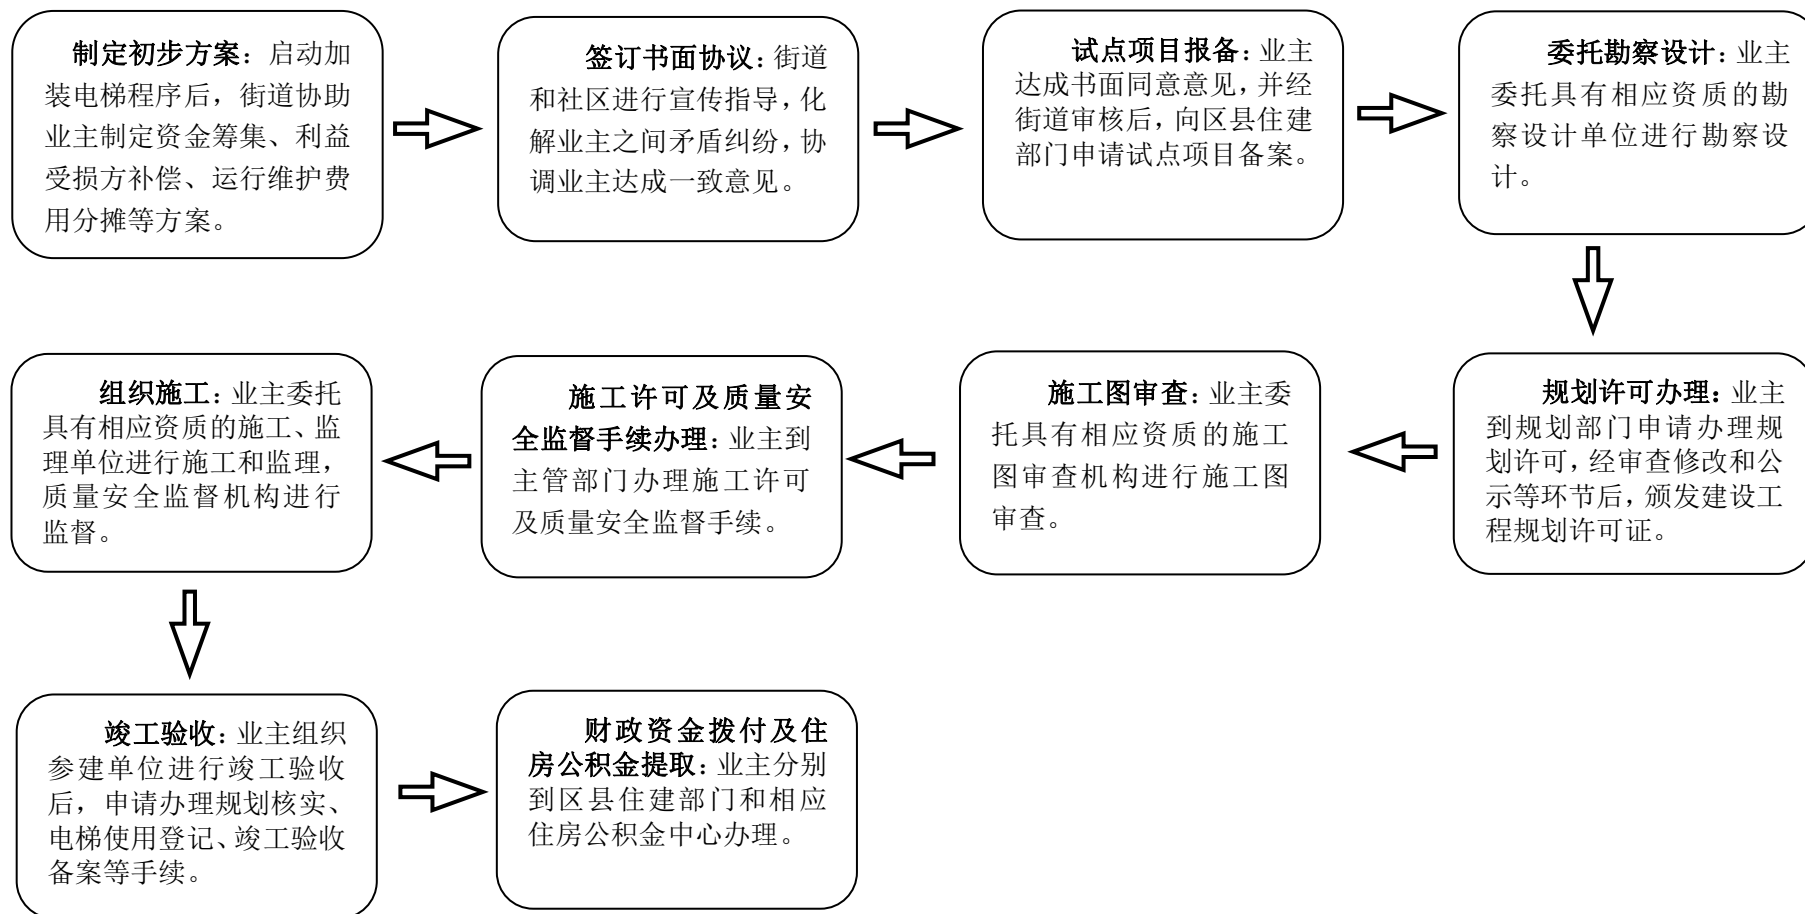 制定初步方案：启动加
装电梯程序后，街道协助
业主制定资金筹集、利益
受损方补偿、运行维护费
用分摊等方案。
签订书面协议：街道
和社区进行宣传指导，化
解业主之间矛盾纠纷，协
调业主达成一致意见。
试点项目报备：业主
达成书面同意意见，并经
街道审核后，向区县住建
部门申请试点项目备案。
委托勘察设计：业主
委托具有相应资质的勘
察设计单位进行勘察设
计。
规划许可办理：业主
到规划部门申请办理规
划许可，经审查修改和公
示等环节后，颁发建设工
程规划许可证。
施工图审查：业主委
托具有相应资质的施工
图审查机构进行施工图
审查。
施工许可及质量安
全监督手续办理：业主到
主管部门办理施工许可
及质量安全监督手续。
组织施工：业主委托
具有相应资质的施工、监
理单位进行施工和监理，
质量安全监督机构进行
监督。
竣工验收：业主组织
参建单位进行竣工验收
后，申请办理规划核实、
电梯使用登记、竣工验收
备案等手续。
财政资金拨付及住
房公积金提取：业主分别
到区县住建部门和相应
住房公积金中心办理。